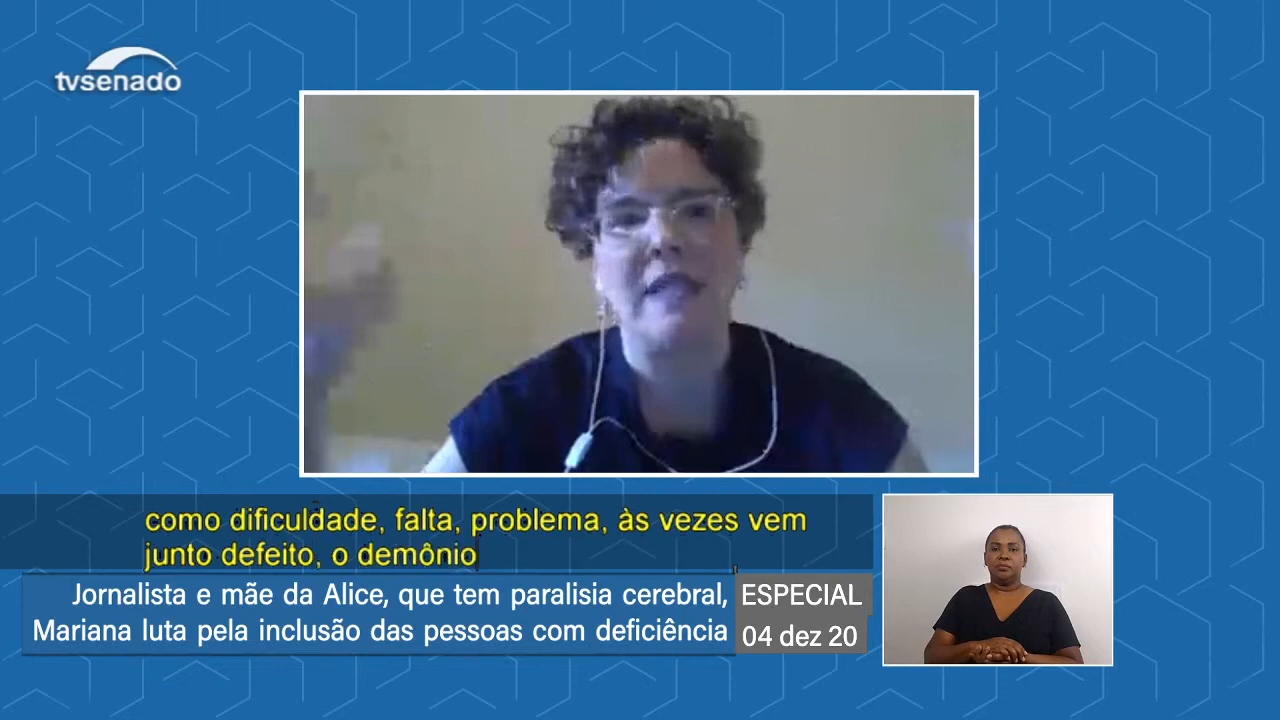 tvsenado
como dificuldade, falta, problema, às vezes vem
junto defeito, o demônio
Jornalista e mãe da Alice, que tem paralisia cerebral,
Mariana luta pela inclusão das pessoas com deficiência
ESPECIAL
04 dez 20